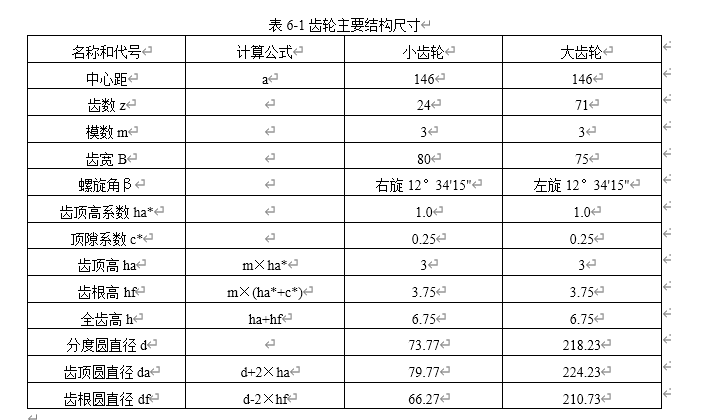 表 6-1 齿轮主要结构尺寸
名称和代号 计算公式 小齿轮 大齿轮
中心距 a 146 146
齿数 z 24 71
模数 m 3 3
齿宽 B 80 75
螺旋角β 右旋 12° 34'15" 左旋 12° 34'15"
齿顶高系数 ha* 1.0 1.0
顶隙系数 c* 0.25 0.25
齿顶高 ha m×ha* 3 3
齿根高 hf m×(ha*+c*) 3.75 3.75
全齿高 h ha+hf 6.75 6.75
分度圆直径 d 73.77 218.23
齿顶圆直径 da d+2×ha 79.77 224.23
齿根圆直径 df d-2×hf 66.27 210.73